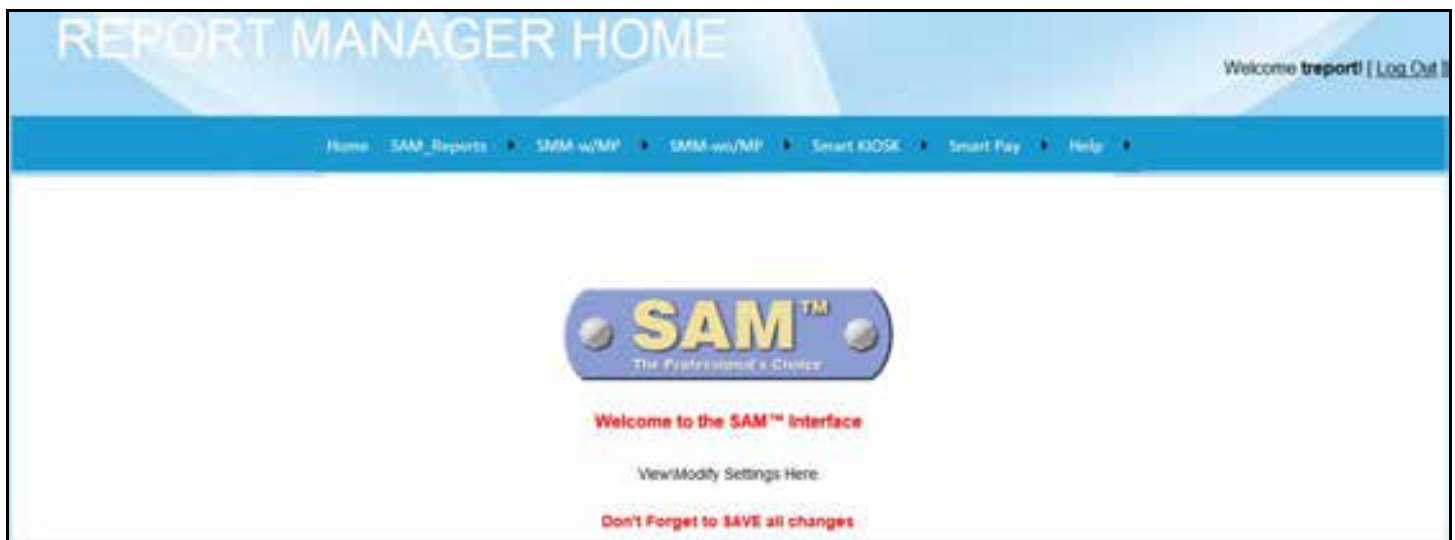 REPORT MANAGER HOME
Welcome treport! [ Log Out ]
Home SAM_Reports SMM-w/MP SMM-wo/MP Smart KIOSK Smart Pay Help
SAM™
The Professional's Choice
Welcome to the SAM™ Interface
View\Modify Settings Here
Don't Forget to SAVE all changes